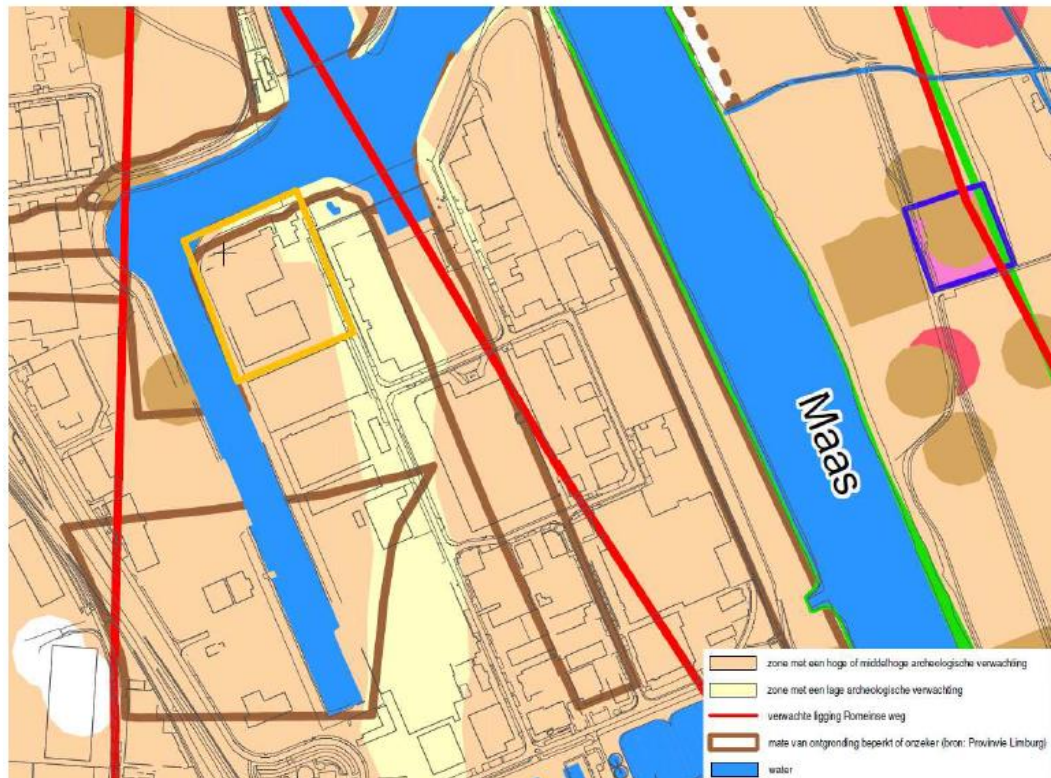 Maas
zone met een hoge of middelhoge archeologische verwachting
zone met een lage archeologische verwachting
verwachte ligging Romeinse weg
mate van ontgronding beperkt of onzeker (bron: Provinvie Limburg)
water